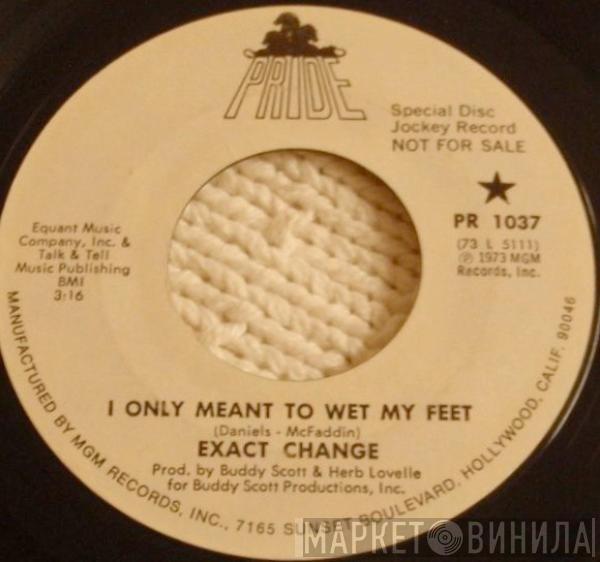 PRIDE
Special Disc
Jockey Record
NOT FOR SALE
PR 1037
(73 L 5111)
℗ 1973 MGM
Records, Inc.
Equant Music
Company, Inc. &
Talk & Tell
Music Publishing
BMI
3:16
I ONLY MEANT TO WET MY FEET
(Daniels - McFaddin)
EXACT CHANGE
Prod. by Buddy Scott & Herb Lovelle
for Buddy Scott Productions, Inc.
MANUFACTURED BY MGM RECORDS, INC., 7165 SUNSET BOULEVARD, HOLLYWOOD, CALIF. 90046
МАРКЕТ ВИНИЛА